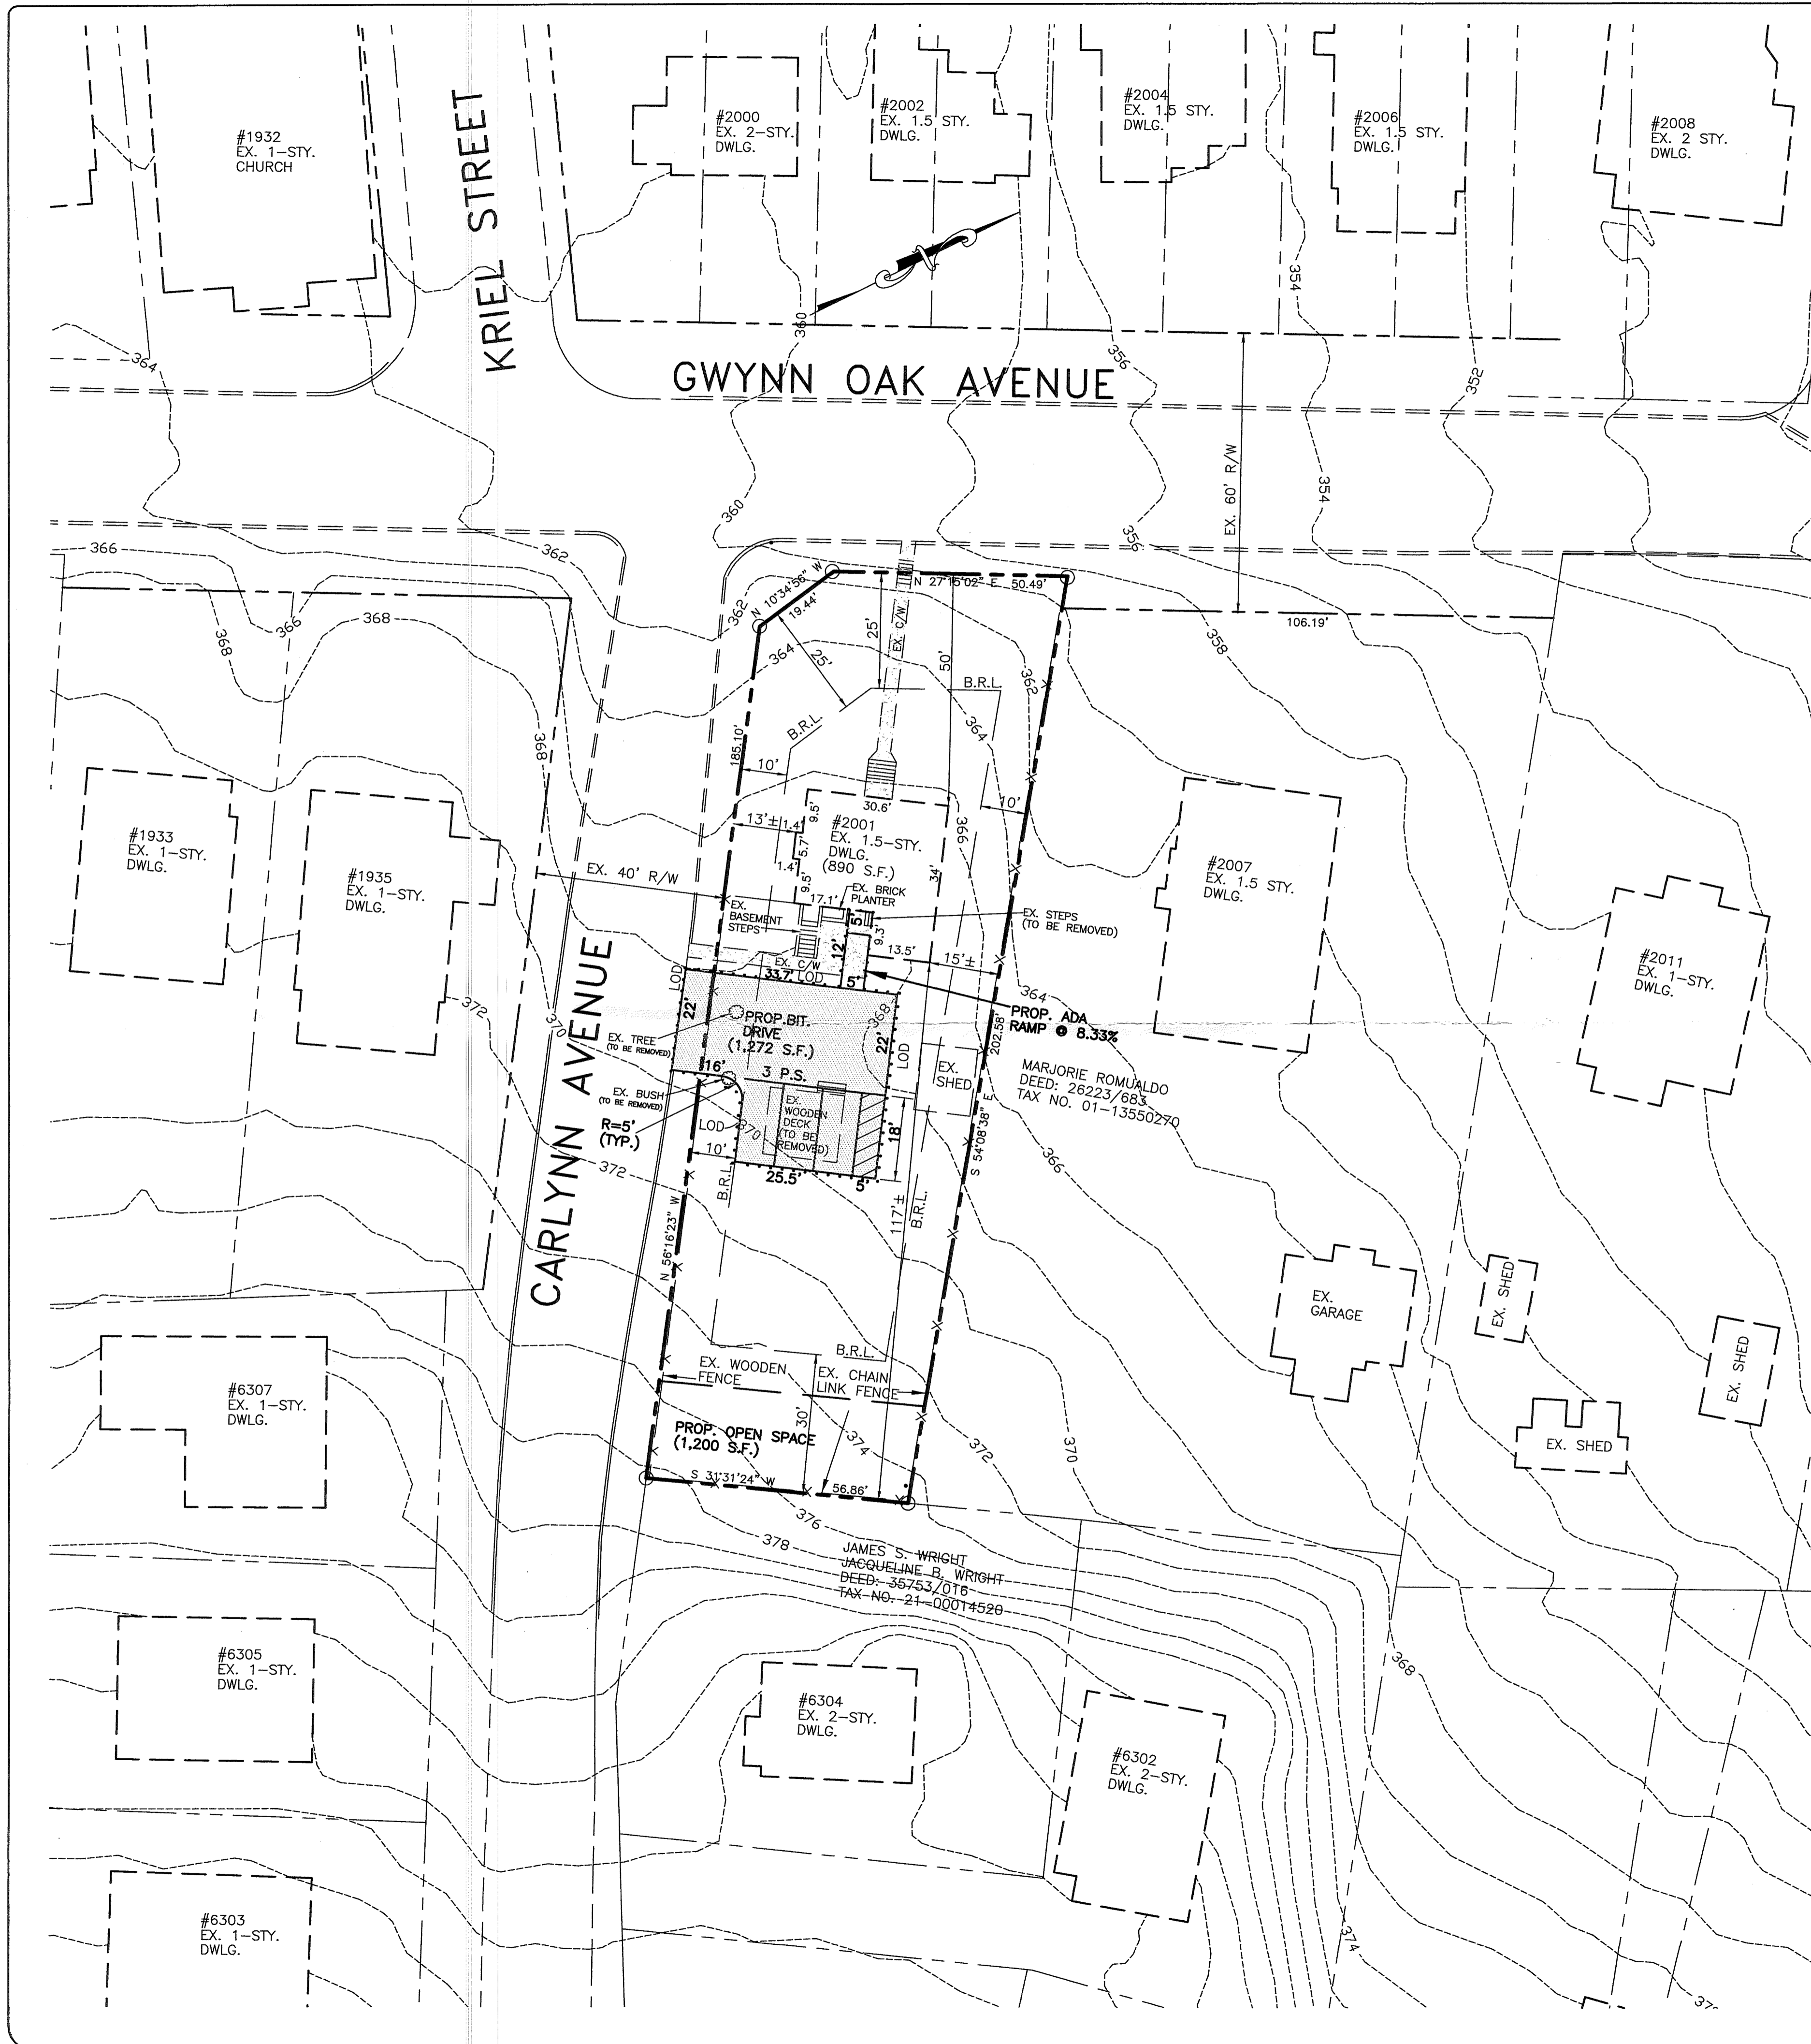 #1932
EX. 1-STY.
CHURCH
KRIEL STREET
#2000
EX. 2-STY.
DWLG.
#2002
EX. 1.5 STY.
DWLG.
#2004
EX. 1.5 STY.
DWLG.
#2006
EX. 1.5 STY.
DWLG.
#2008
EX. 2 STY.
DWLG.
N
354
360
364
356
352
GWYNN OAK AVENUE
EX. 60' R/W
354
360
356
366
362
366
368
368
N 10°34'56" W
19.44'
N 27°15'02" E 50.49'
106.19'
362
364
25'
25'
EX. C/W
50'
362
358
B.R.L.
B.R.L.
364
368
185.10'
10'
10'
30.6'
366
#1933
EX. 1-STY.
DWLG.
#1935
EX. 1-STY.
DWLG.
13'±
1.4'
9.5'
5.7'
1.4'
9.5'
#2001
EX. 1.5-STY.
DWLG.
(890 S.F.)
34'
#2007
EX. 1.5 STY.
DWLG.
EX. 40' R/W
17.1'
EX. BRICK
PLANTER
EX.
BASEMENT
STEPS
5'
EX. STEPS
(TO BE REMOVED)
9.3'
12'
13.5'
15'±
#2011
EX. 1-STY.
DWLG.
CARLYNN AVENUE
EX. C/W
33.7'
LOD
5'
LOD
364
PROP. ADA
RAMP @ 8.33%
372
370
22'
368
PROP.BIT.
DRIVE
(1,272 S.F.)
22'
LOD
EX. TREE
(TO BE REMOVED)
202.58'
EX.
SHED
MARJORIE ROMUALDO
DEED: 26223/683
TAX NO. 01-13550270
16'
3 P.S.
EX. BUSH
(TO BE REMOVED)
R=5'
(TYP.)
LOD
370
EX.
WOODEN
DECK
(TO BE
REMOVED)
18'
S 54°08'38" E
366
372
10'
B.R.L.
25.5'
5'
117'±
B.R.L.
N 56°16'23" W
EX.
GARAGE
EX. SHED
EX. SHED
B.R.L.
EX. WOODEN
FENCE
EX. CHAIN
LINK FENCE
#6307
EX. 1-STY.
DWLG.
30'
PROP. OPEN SPACE
(1,200 S.F.)
374
372
370
EX. SHED
S 31°31'24" W
56.86'
376
378
JAMES S. WRIGHT
JACQUELINE B. WRIGHT
DEED: 35753/016
TAX NO. 21-00014520
#6305
EX. 1-STY.
DWLG.
368
#6304
EX. 2-STY.
DWLG.
#6302
EX. 2-STY.
DWLG.
#6303
EX. 1-STY.
DWLG.
374